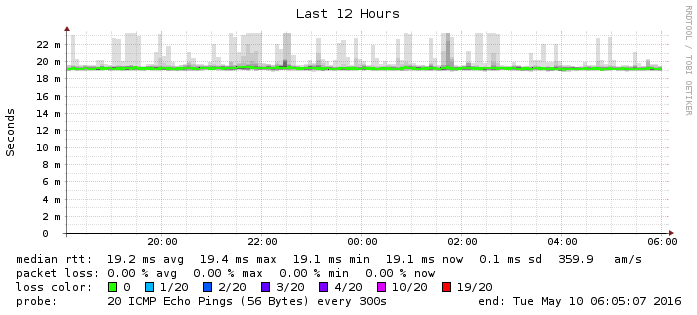 Last 12 Hours
RRDTOOL / TOBI OETIKER
Seconds
22 m
20 m
18 m
16 m
14 m
12 m
10 m
8 m
6 m
4 m
2 m
0
20:00 22:00 00:00 02:00 04:00 06:00
median rtt: 19.2 ms avg 19.4 ms max 19.1 ms min 19.1 ms now 0.1 ms sd 359.9 am/s
packet loss: 0.00 % avg 0.00 % max 0.00 % min 0.00 % now
loss color: 0 1/20 2/20 3/20 4/20 10/20 19/20
probe: 20 ICMP Echo Pings (56 Bytes) every 300s end: Tue May 10 06:05:07 2016